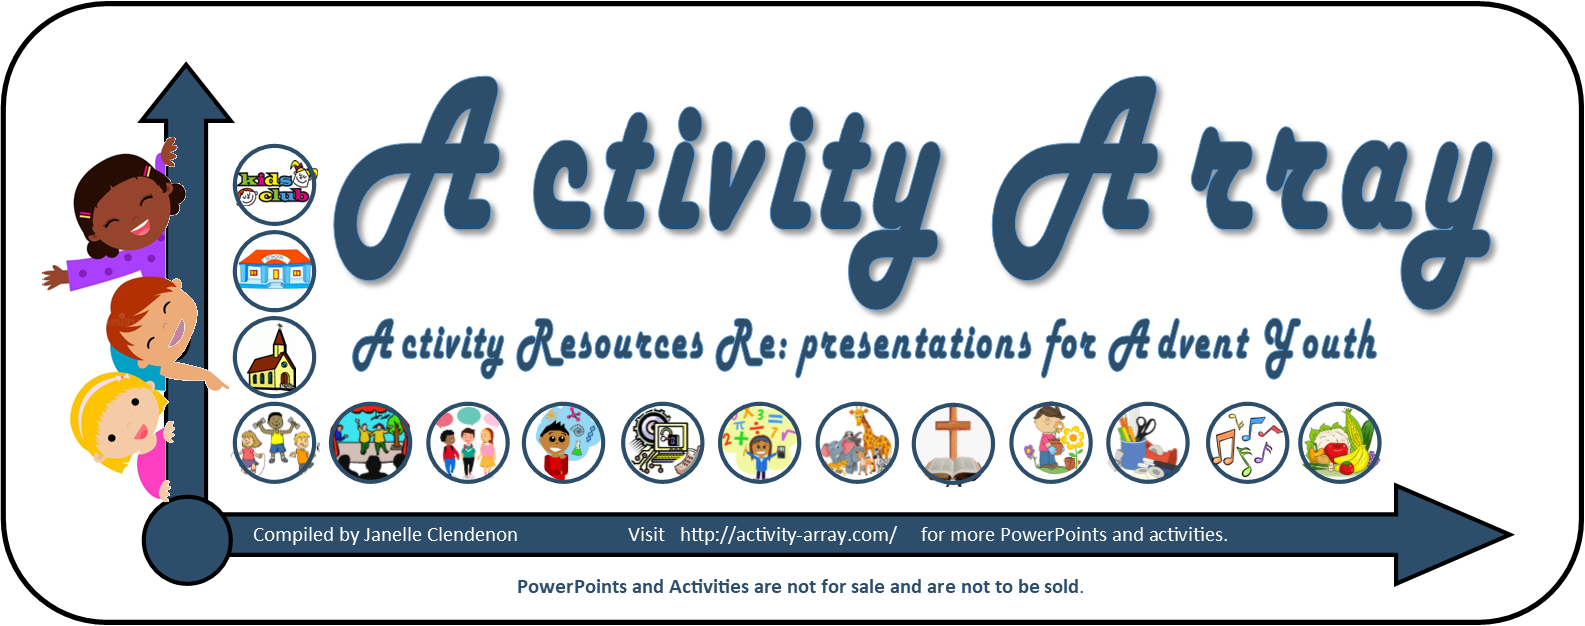 Activity Array
kids
club
SCHOOL
Activity Resources Re: presentations for Advent Youth
Compiled by Janelle Clendenon Visit http://activity-array.com/ for more PowerPoints and activities.
PowerPoints and Activities are not for sale and are not to be sold.